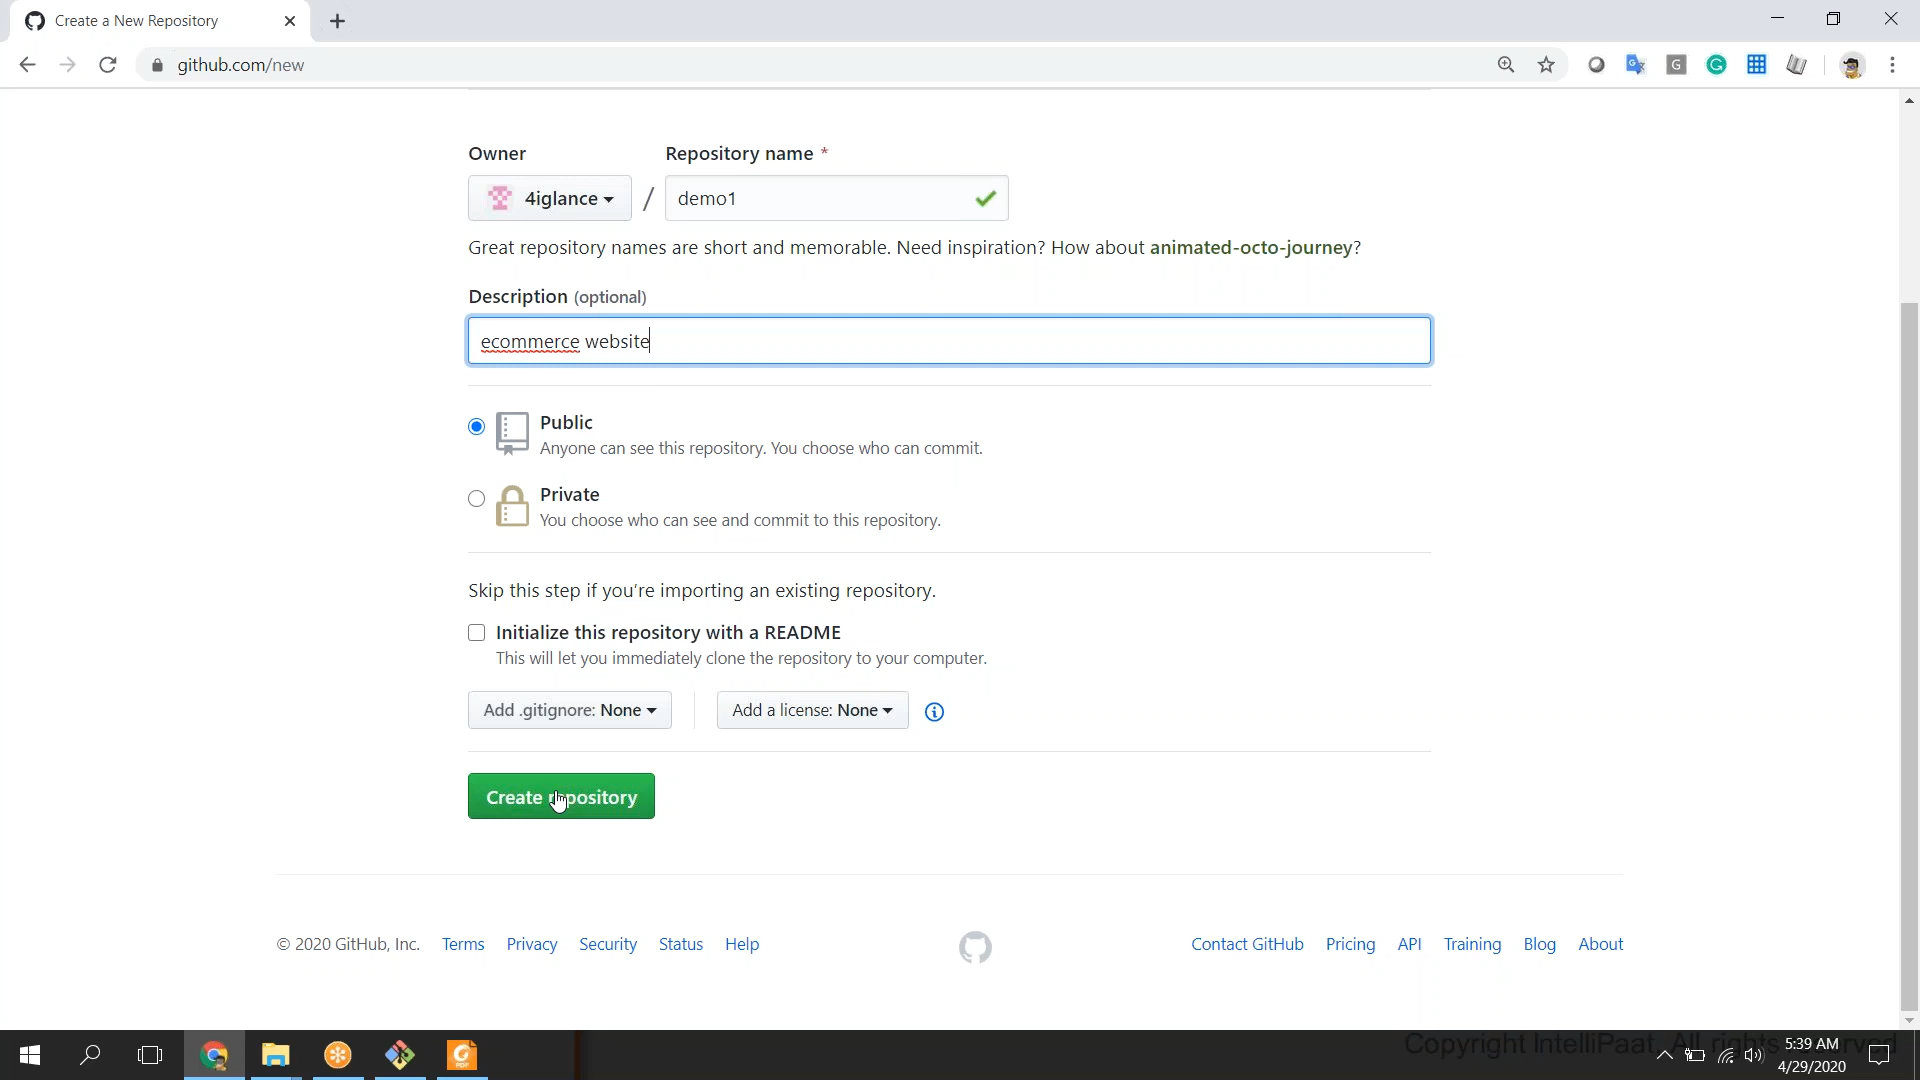 Create a New Repository
github.com/new
Owner
Repository name *
4iglance
/
demo1
Great repository names are short and memorable. Need inspiration? How about animated-octo-journey?
Description (optional)
ecommerce website
Public
Anyone can see this repository. You choose who can commit.
Private
You choose who can see and commit to this repository.
Skip this step if you're importing an existing repository.
Initialize this repository with a README
This will let you immediately clone the repository to your computer.
Add .gitignore: None
Add a license: None
Create repository
© 2020 GitHub, Inc. Terms Privacy Security Status Help
Contact GitHub Pricing API Training Blog About
Copyright IntelliPaat, All rights reserved
5:39 AM
4/29/2020